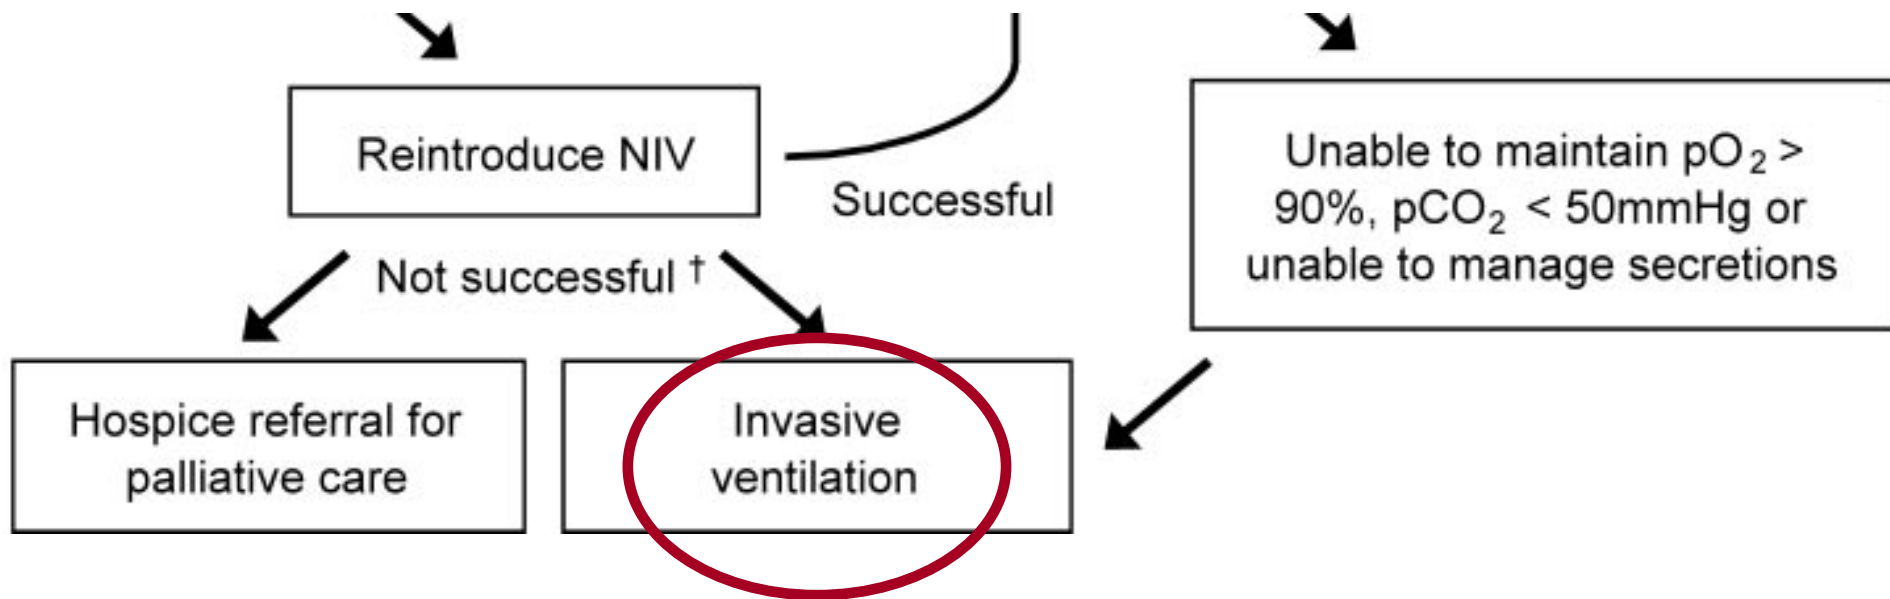 Reintroduce NIV
Successful
Unable to maintain pO₂ >
90%, pCO₂ < 50mmHg or
unable to manage secretions
Not successful †
Hospice referral for
palliative care
Invasive
ventilation